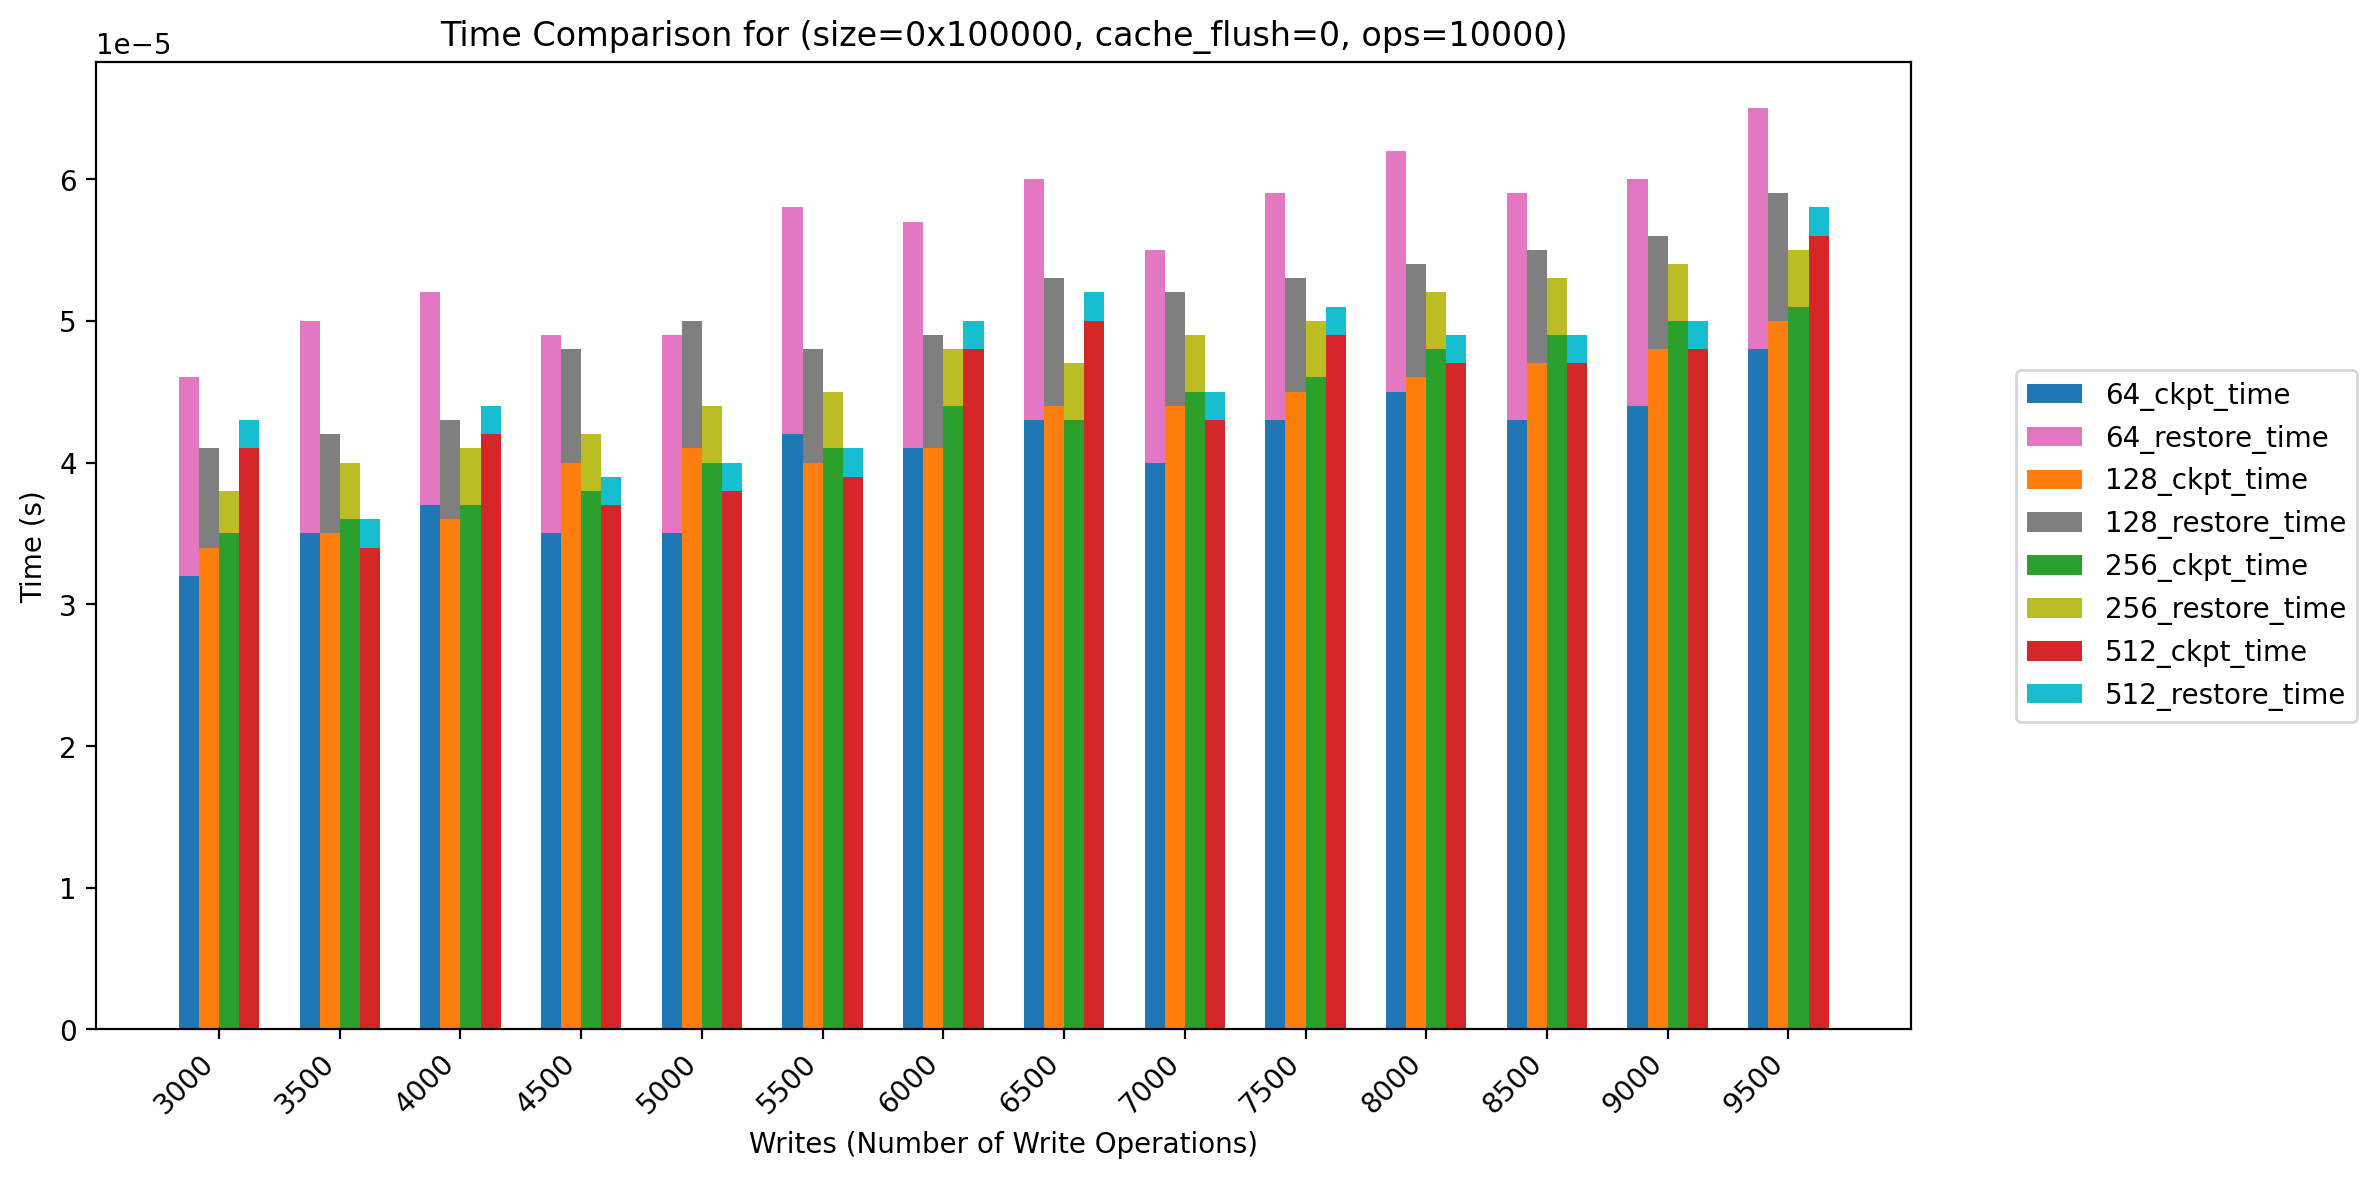 Time Comparison for (size=0x100000, cache_flush=0, ops=10000)
1e−5
6
5
4
3
2
1
0
Time (s)
3000
3500
4000
4500
5000
5500
6000
6500
7000
7500
8000
8500
9000
9500
Writes (Number of Write Operations)
64_ckpt_time
64_restore_time
128_ckpt_time
128_restore_time
256_ckpt_time
256_restore_time
512_ckpt_time
512_restore_time